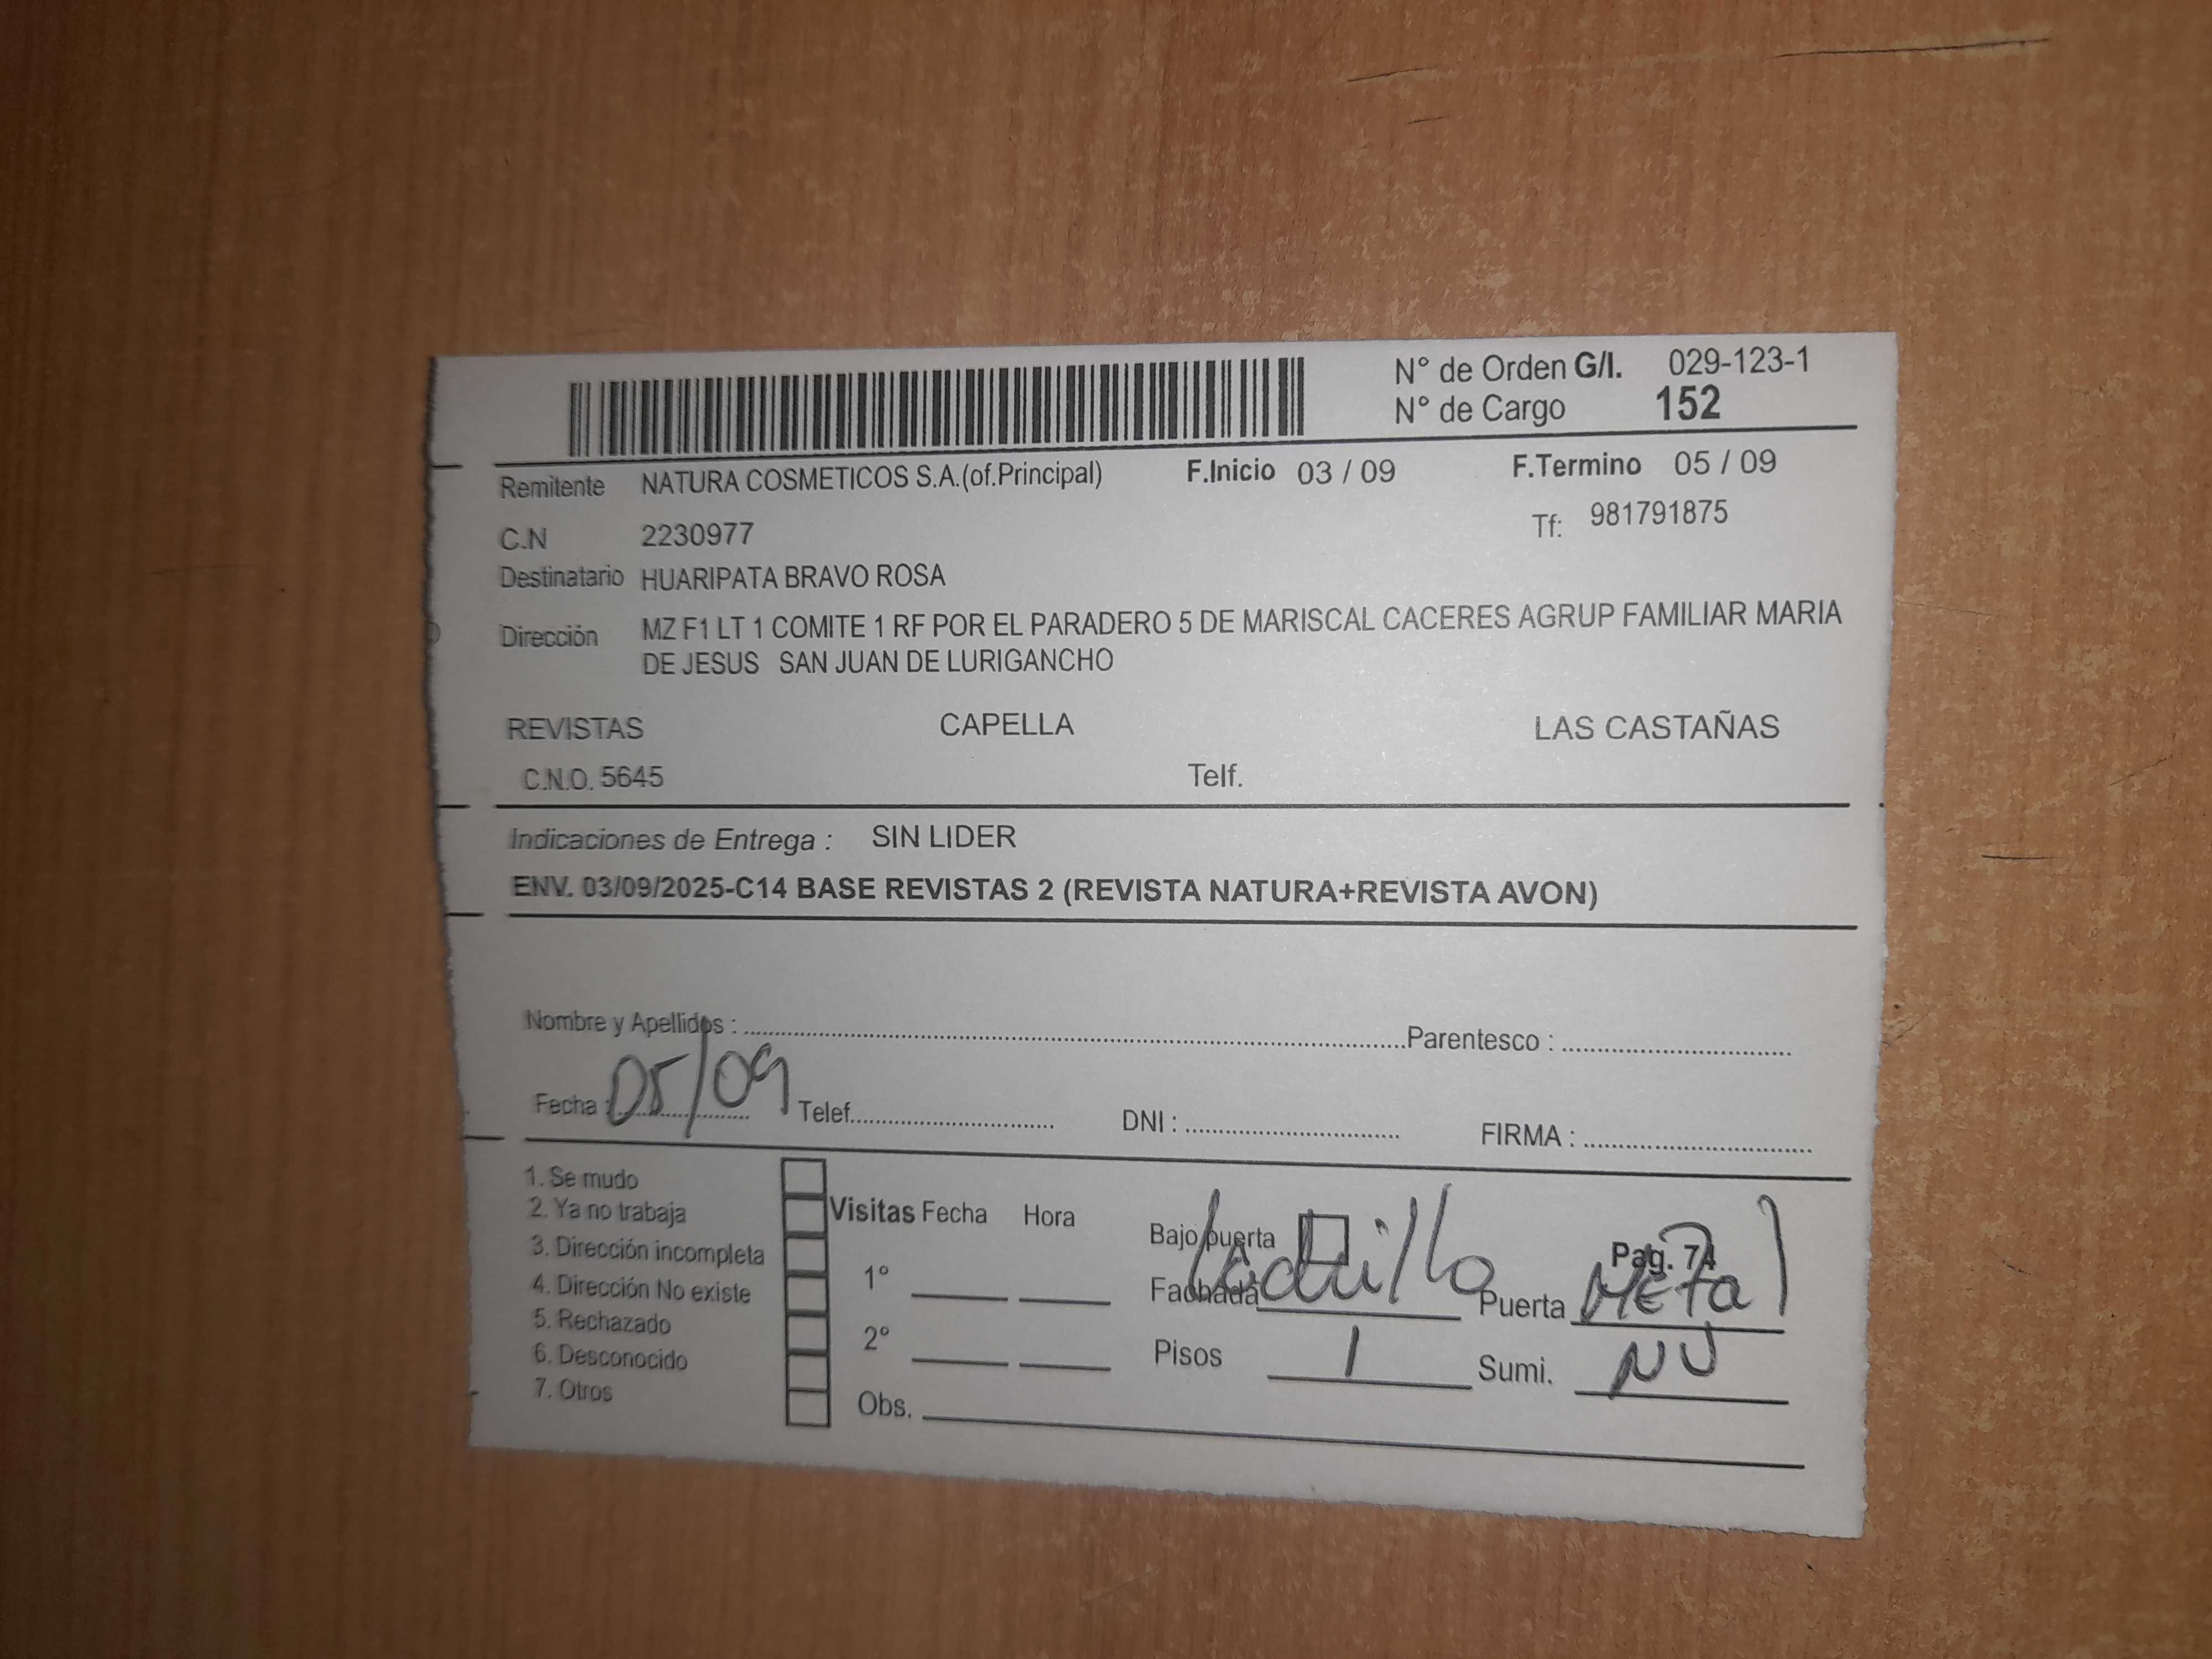 N° de Orden G/I. 029-123-1
N° de Cargo 152
Remitente NATURA COSMETICOS S.A.(of.Principal) F.Inicio 03 / 09 F.Termino 05 / 09
C.N 2230977 Tf: 981791875
Destinatario HUARIPATA BRAVO ROSA
Dirección MZ F1 LT 1 COMITE 1 RF POR EL PARADERO 5 DE MARISCAL CACERES AGRUP FAMILIAR MARIA
DE JESUS SAN JUAN DE LURIGANCHO
REVISTAS CAPELLA LAS CASTAÑAS
C.N.O. 5645 Telf.
Indicaciones de Entrega : SIN LIDER
ENV. 03/09/2025-C14 BASE REVISTAS 2 (REVISTA NATURA+REVISTA AVON)
Nombre y Apellidos : Parentesco :
Fecha : 05/09 Telef. DNI : FIRMA :
1. Se mudo
2. Ya no trabaja
3. Dirección incompleta
4. Dirección No existe
5. Rechazado
6. Desconocido
7. Otros
Visitas Fecha Hora
1°
2°
Obs.
Bajo puerta Pag. 74
Fachada Ladrillo Puerta Metal
Pisos 1 Sumi. NV